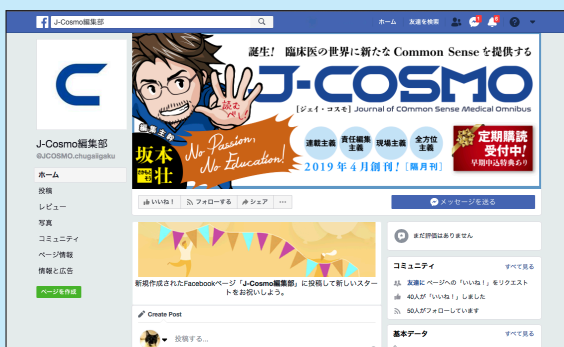 J-Cosmo編集部
ホーム 友達を検索
誕生! 臨床医の世界に新たな Common Sense を提供する
J-COSMO
[ジェイ・コスモ] Journal of COmmon Sense Medical Omnibus
読む
べし!
編集主幹
坂本
さかもと
そう
壮
No Passion,
No Education!
連載主義
責任編集
主義
現場主義
全方位
主義
2019年4月創刊! [隔月刊]
定期購読
受付中!
早期申込特典あり
C
J-Cosmo編集部
@JCOSMO.chugaiigaku
ホーム
投稿
レビュー
写真
コミュニティ
ページ情報
情報と広告
ページを作成
いいね! フォローする シェア ...
メッセージを送る
新規作成されたFacebookページ「J-Cosmo編集部」に投稿して新しいスター
トをお祝いしよう。
Create Post
投稿する...
まだ評価はありません
コミュニティ すべて見る
友達に ページへの「いいね!」をリクエスト
40人が「いいね!」しました
50人がフォローしています
基本データ すべて見る